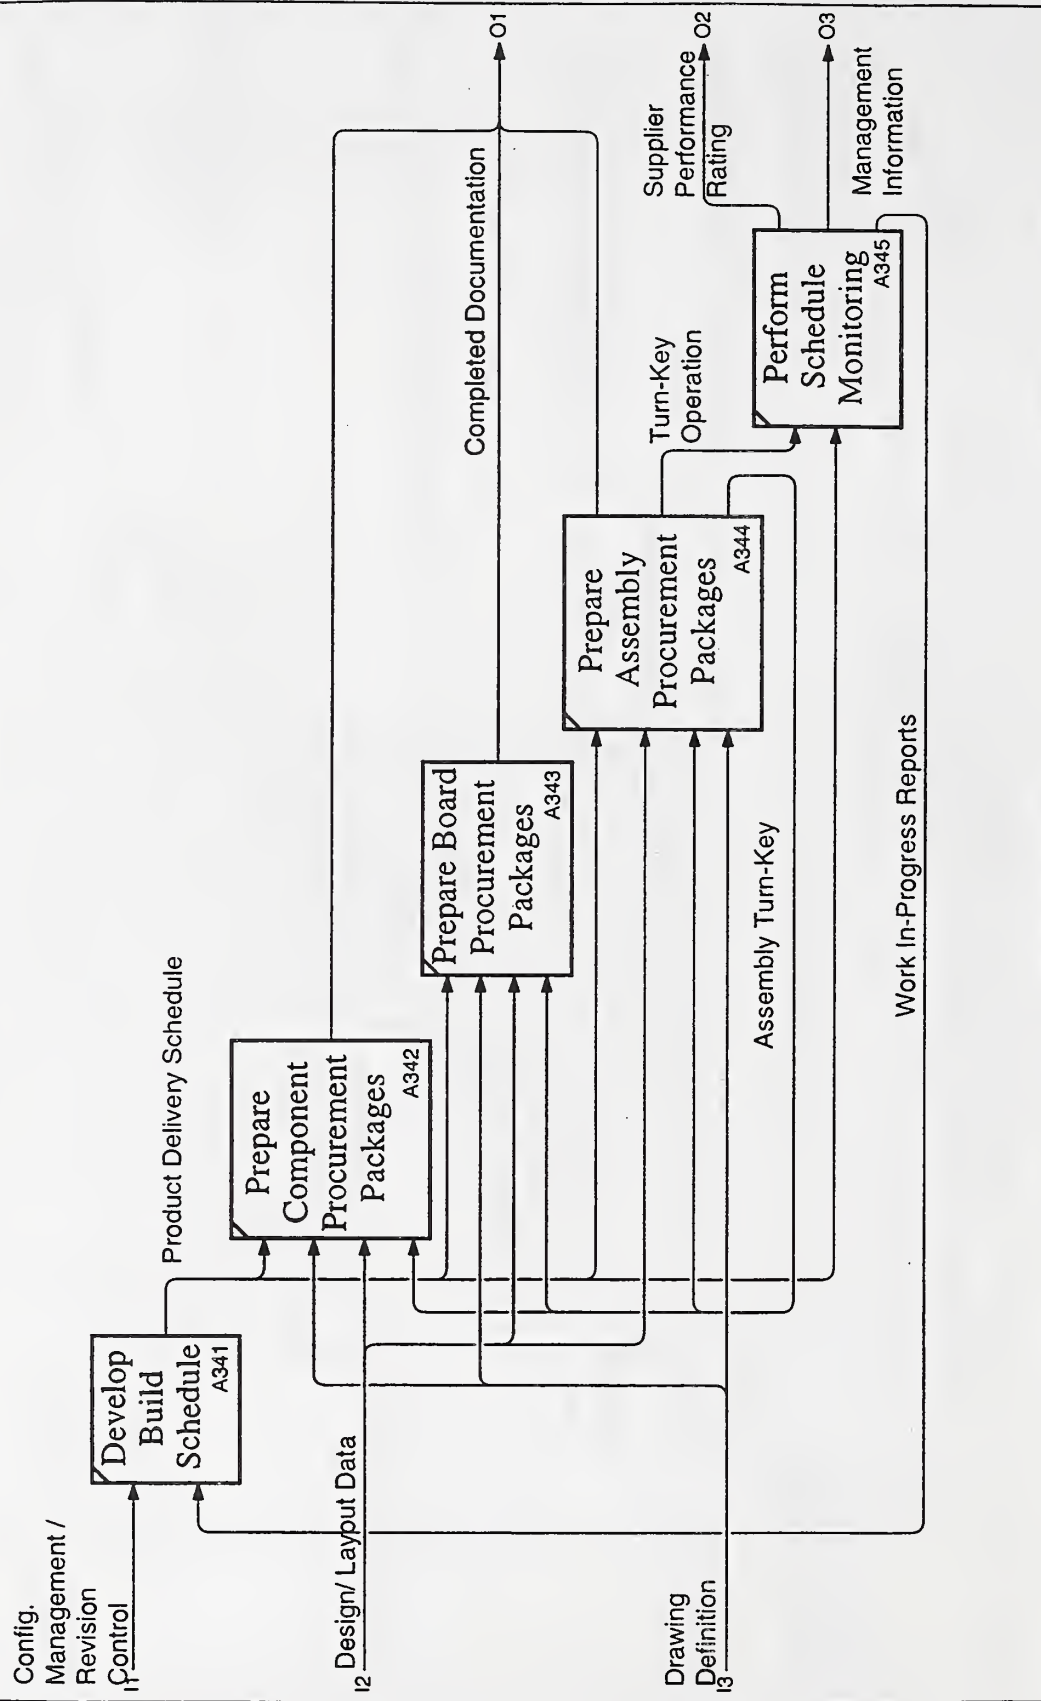 Config.
Management /
Revision
Control
I1
Develop
Build
Schedule
A341
Product Delivery Schedule
Design/ Layout Data
I2
Prepare
Component
Procurement
Packages
A342
Prepare Board
Procurement
Packages
A343
Completed Documentation
O1
Drawing
Definition
I3
Prepare
Assembly
Procurement
Packages
A344
Turn-Key
Operation
Assembly Turn-Key
Perform
Schedule
Monitoring
A345
Supplier
Performance
Rating
O2
O3
Management
Information
Work In-Progress Reports